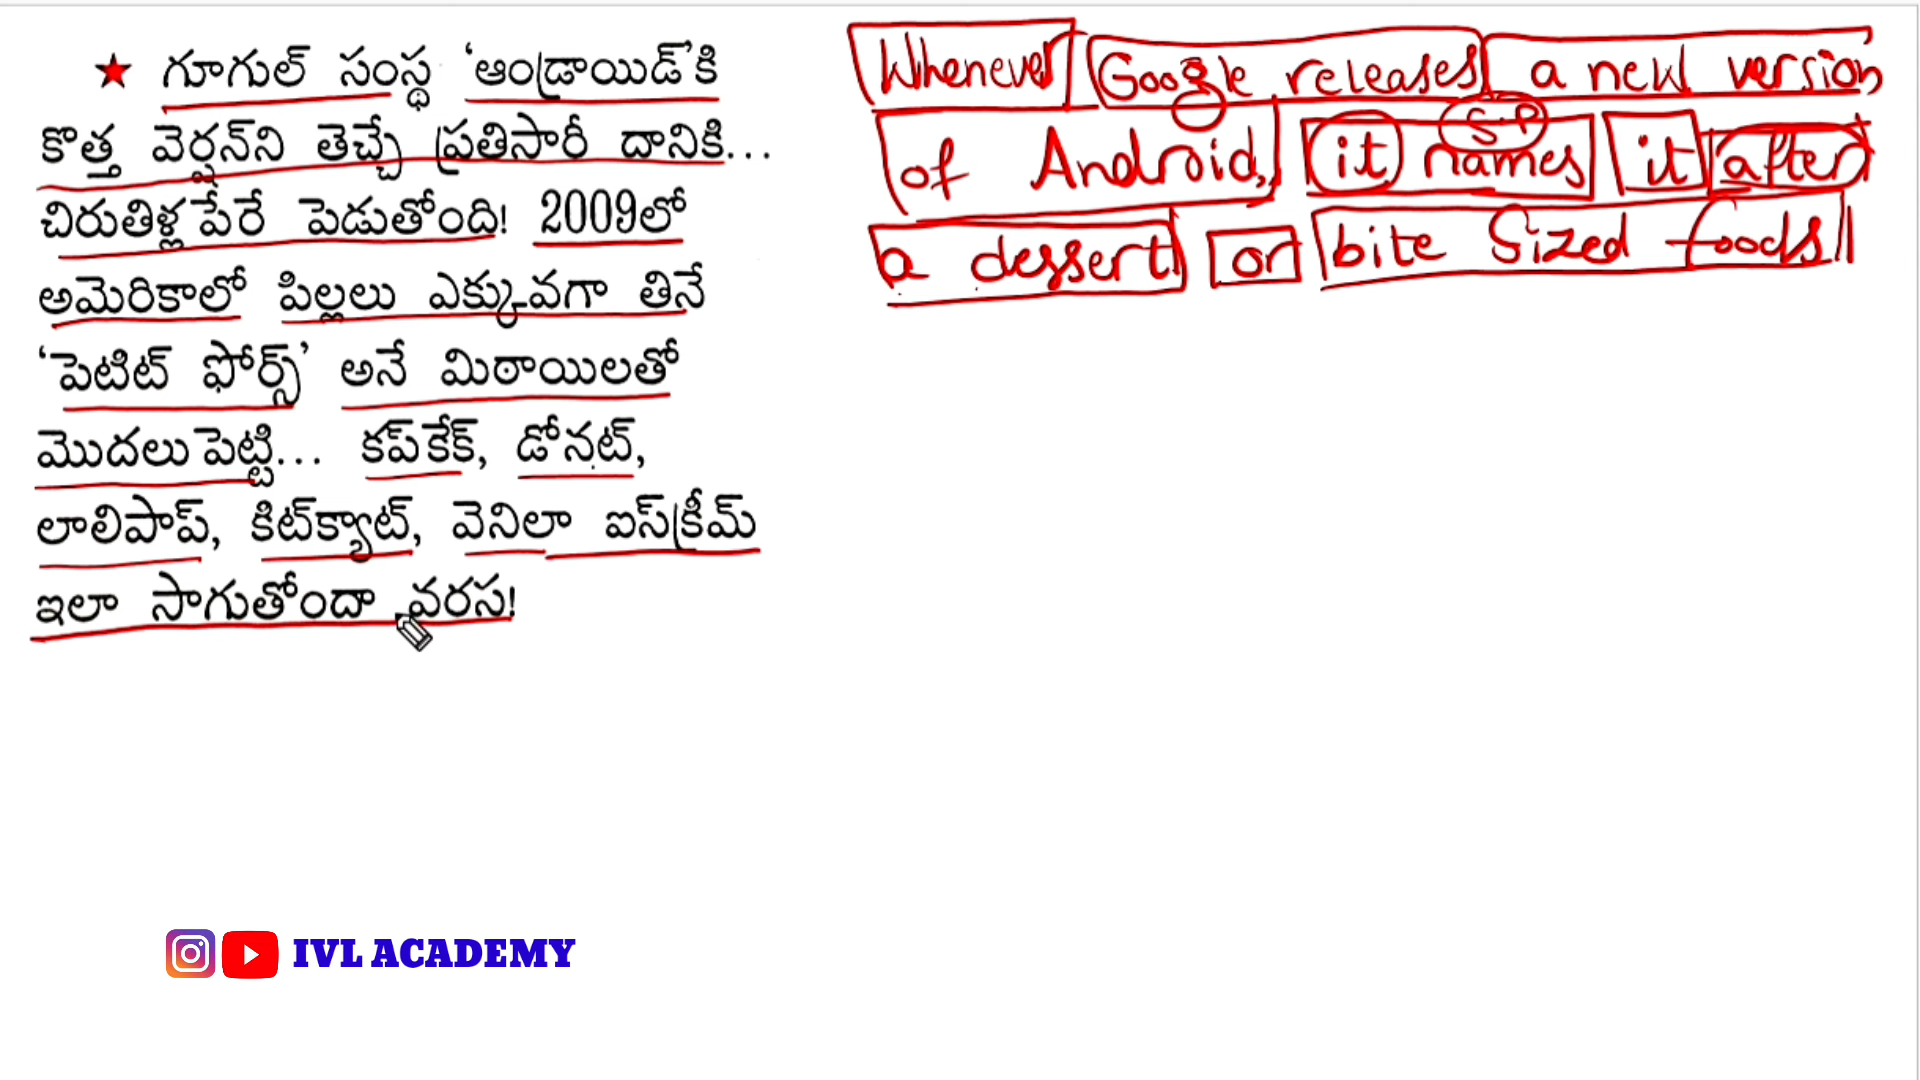 ★ గూగుల్ సంస్థ ‘ఆండ్రాయిడ్’కి
కొత్త వెర్షన్‌ని తెచ్చే ప్రతిసారీ దానికి...
చిరుతిళ్ల పేరే పెడుతోంది! 2009లో
అమెరికాలో పిల్లలు ఎక్కువగా తినే
‘పెటిట్ ఫోర్స్’ అనే మిఠాయిలతో
మొదలు పెట్టి... కప్‌కేక్, డోనట్,
లాలిపాప్, కిట్‌క్యాట్, వెనిలా ఐస్‌క్రీమ్
ఇలా సాగుతోందా వరస!
Whenever Google releases a new version
of Android, it names it after
S.P
a dessert or bite Sized foods
IVL ACADEMY